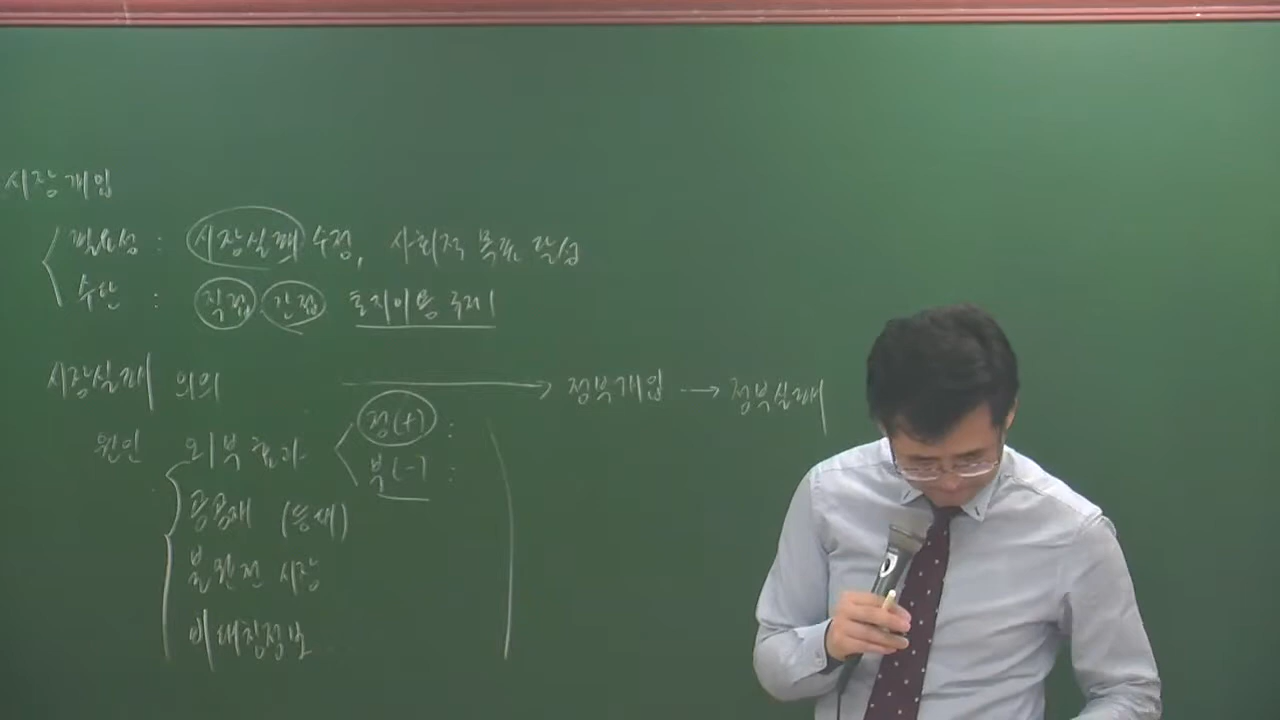 시장개입
필요성 : 시장실패 수정, 사회적 목표 달성
수단 : 직접 간접 토지이용 규제
시장실패 의의 → 정부개입 → 정부실패
원인 외부효과 정(+) :
부(-) :
공공재 (등새)
불완전 시장
비대칭정보